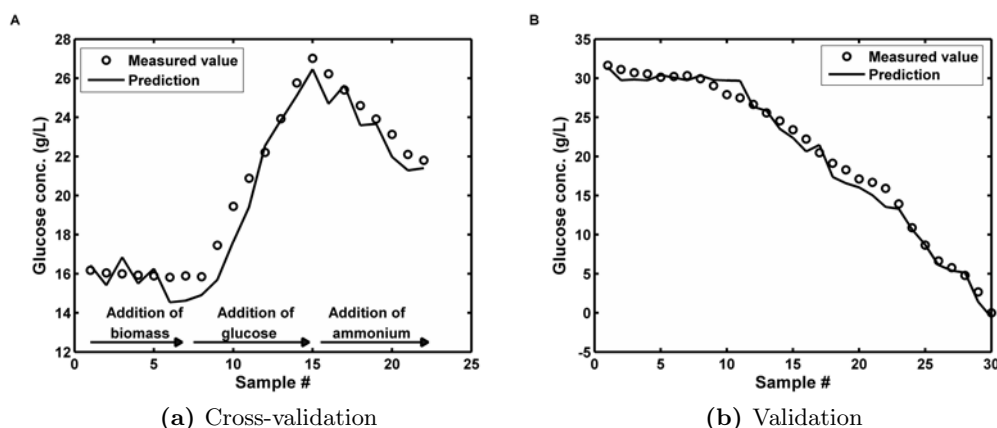 A
28
26
24
22
20
18
16
14
12
0
5
10
15
20
25
Glucose conc. (g/L)
Sample #
Measured value
Prediction
Addition of
biomass
Addition of
glucose
Addition of
ammonium
(a) Cross-validation
B
35
30
25
20
15
10
5
0
-5
0
5
10
15
20
25
30
Glucose conc. (g/L)
Sample #
Measured value
Prediction
(b) Validation